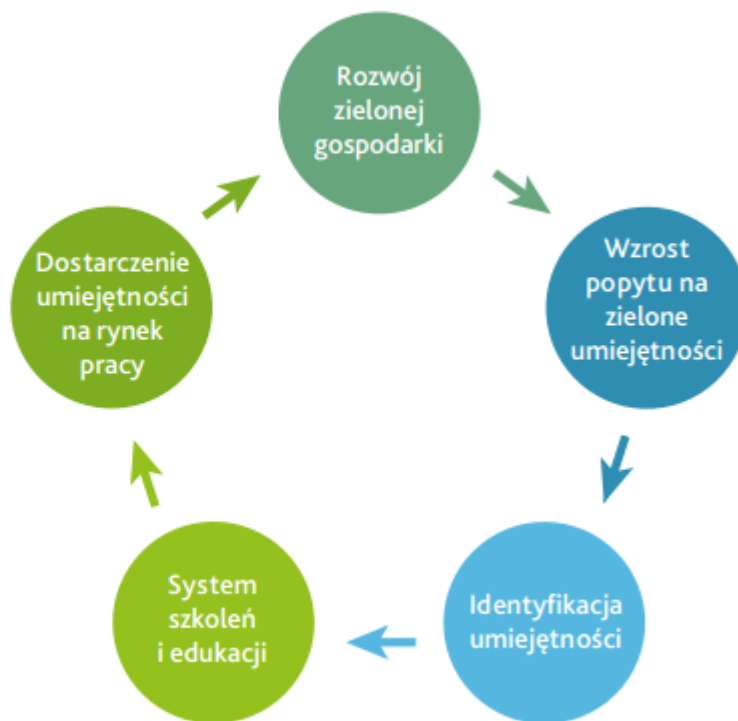 Rozwój
zielonej
gospodarki
Wzrost
popytu na
zielone
umiejętności
Identyfikacja
umiejętności
System
szkoleń
i edukacji
Dostarczenie
umiejętności
na rynek
pracy